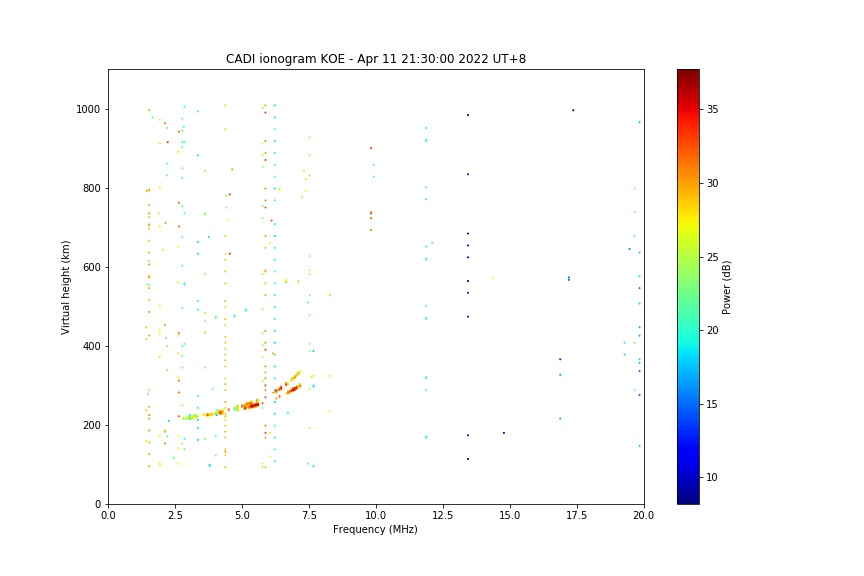 CADI ionogram KOE - Apr 11 21:30:00 2022 UT+8
1000
800
600
400
200
0
Virtual height (km)
0.0 2.5 5.0 7.5 10.0 12.5 15.0 17.5 20.0
Frequency (MHz)
35
30
25
20
15
10
Power (dB)